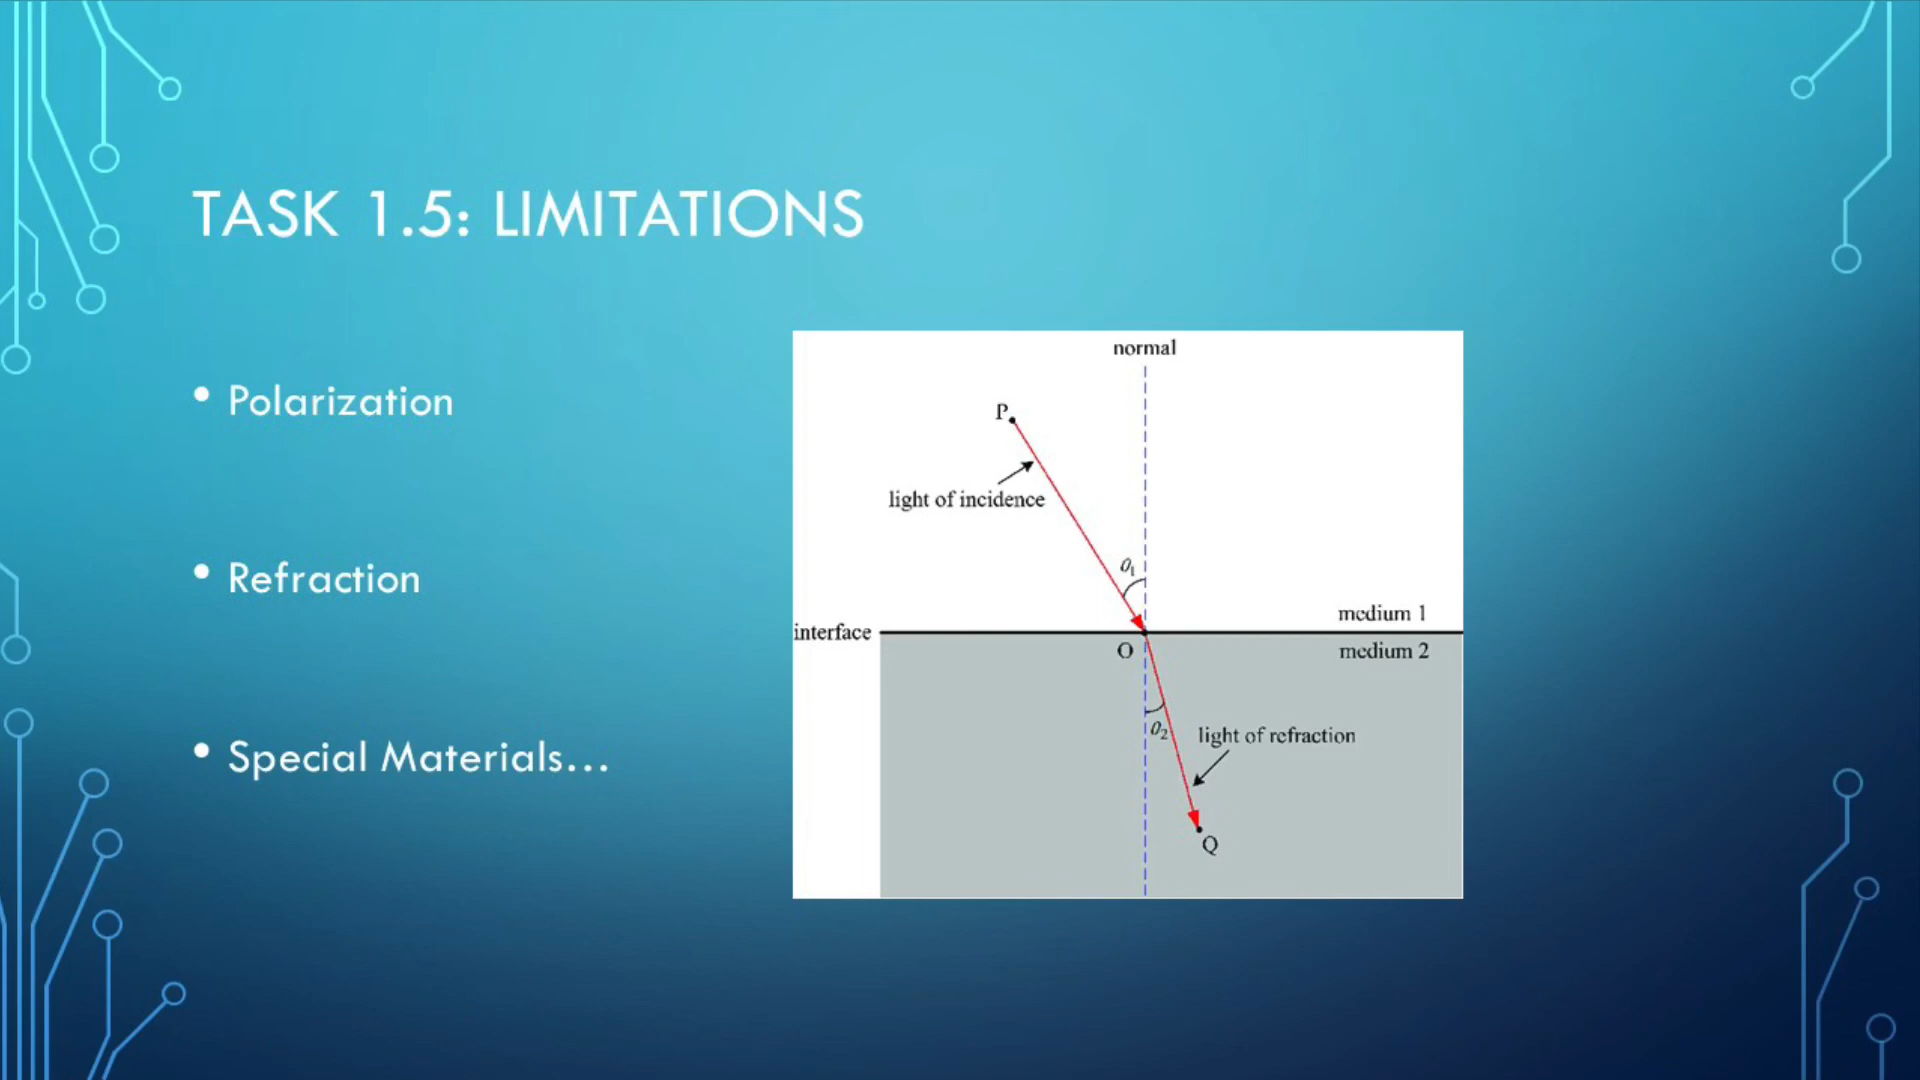 TASK 1.5: LIMITATIONS
• Polarization
• Refraction
• Special Materials...
normal
P
light of incidence
θ1
medium 1
interface
O
medium 2
θ2
light of refraction
Q